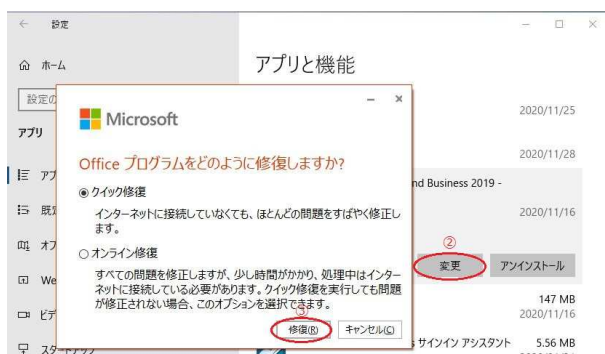 設定
ホーム
アプリと機能
設定の
アプリ
2020/11/25
2020/11/28
Microsoft
Office プログラムをどのように修復しますか?
クイック修復
インターネットに接続していなくても、ほとんどの問題をすばやく修正し
ます。
オンライン修復
すべての問題を修正しますが、少し時間がかかり、処理中はインター
ネットに接続している必要があります。クイック修復を実行しても問題
が修正されない場合、このオプションを選択できます。
③
修復(R)
キャンセル(C)
アプ
既定
オフ
We
ビデ
スタートアップ
nd Business 2019 -
2020/11/16
②
変更
アンインストール
147 MB
2020/11/16
サインイン アシスタント
5.56 MB